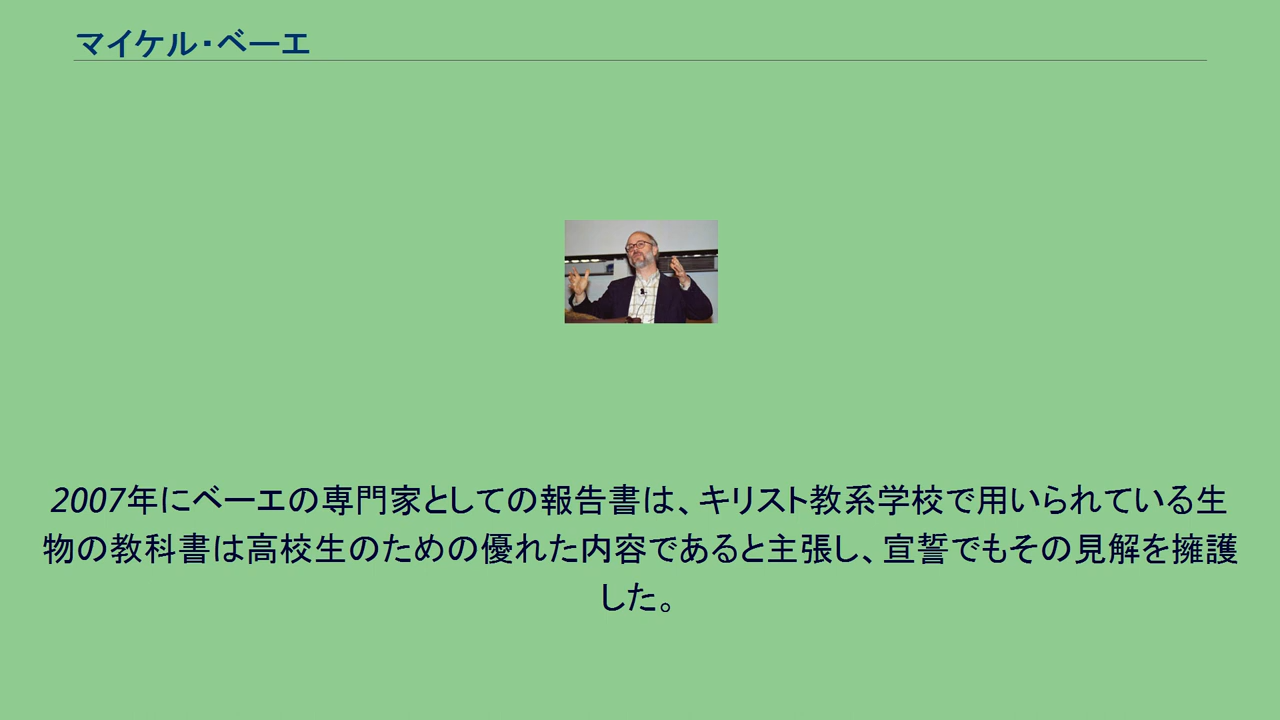 マイケル・ベーエ
2007年にベーエの専門家としての報告書は、キリスト教系学校で用いられている生
物の教科書は高校生のための優れた内容であると主張し、宣誓でもその見解を擁護
した。